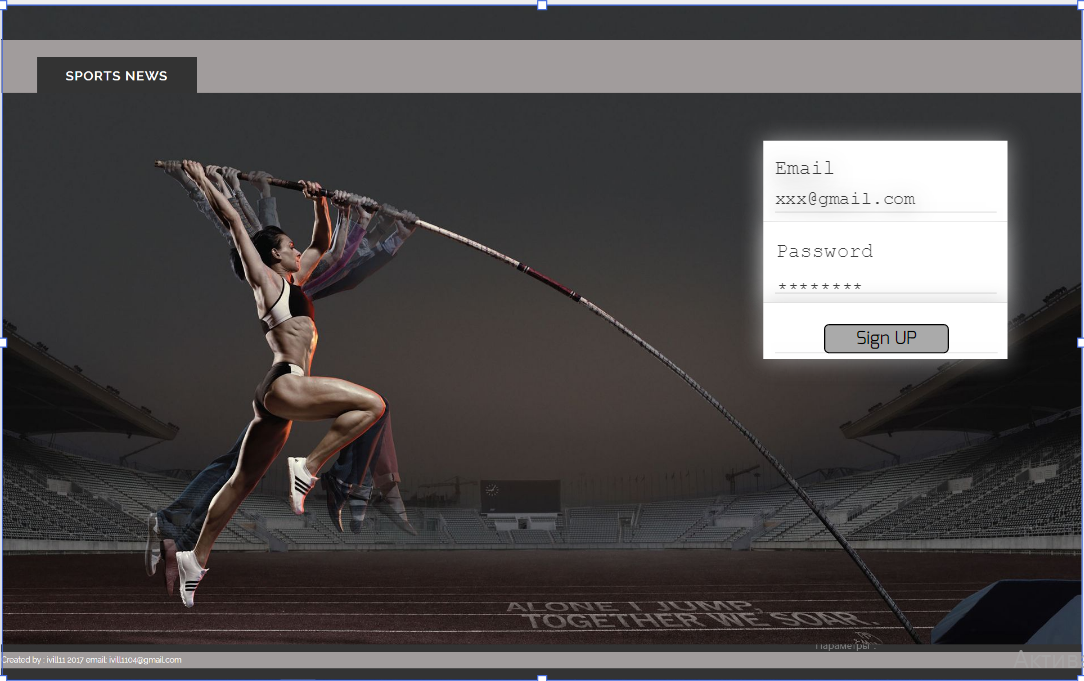 SPORTS NEWS
Email
xxx@gmail.com
Password
********
Sign UP
ALONE I JUMP,
TOGETHER WE SOAR.
Параметры .
Created by : ivill11 2017 email: ivill1104@gmail.com
Актива